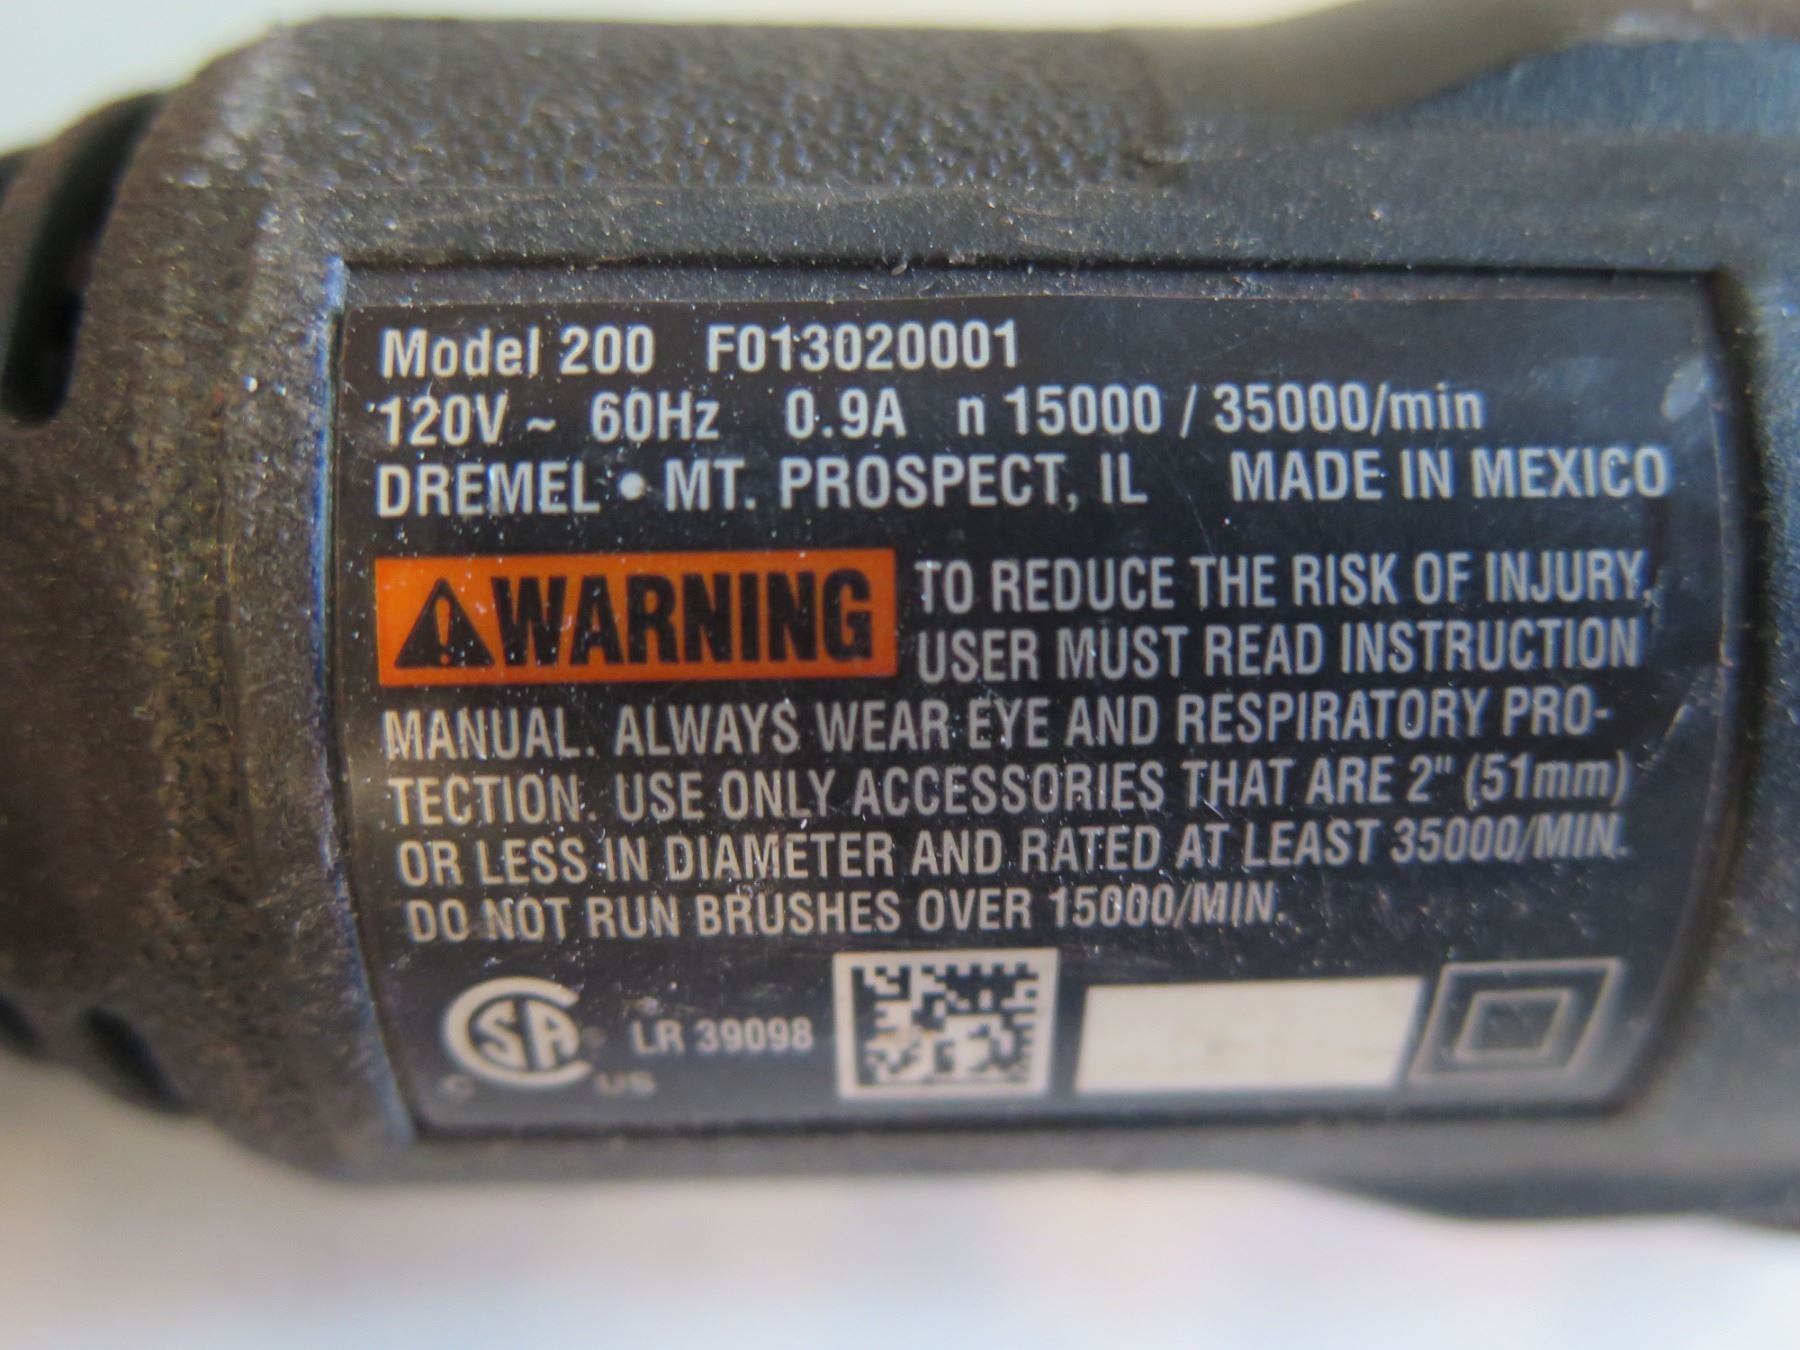 Model 200 F013020001
120V ~ 60Hz 0.9A n 15000 / 35000/min
DREMEL • MT. PROSPECT, IL MADE IN MEXICO
WARNING TO REDUCE THE RISK OF INJURY,
USER MUST READ INSTRUCTION
MANUAL. ALWAYS WEAR EYE AND RESPIRATORY PRO-
TECTION. USE ONLY ACCESSORIES THAT ARE 2" (51mm)
OR LESS IN DIAMETER AND RATED AT LEAST 35000/MIN.
DO NOT RUN BRUSHES OVER 15000/MIN.
C SA US LR 39098